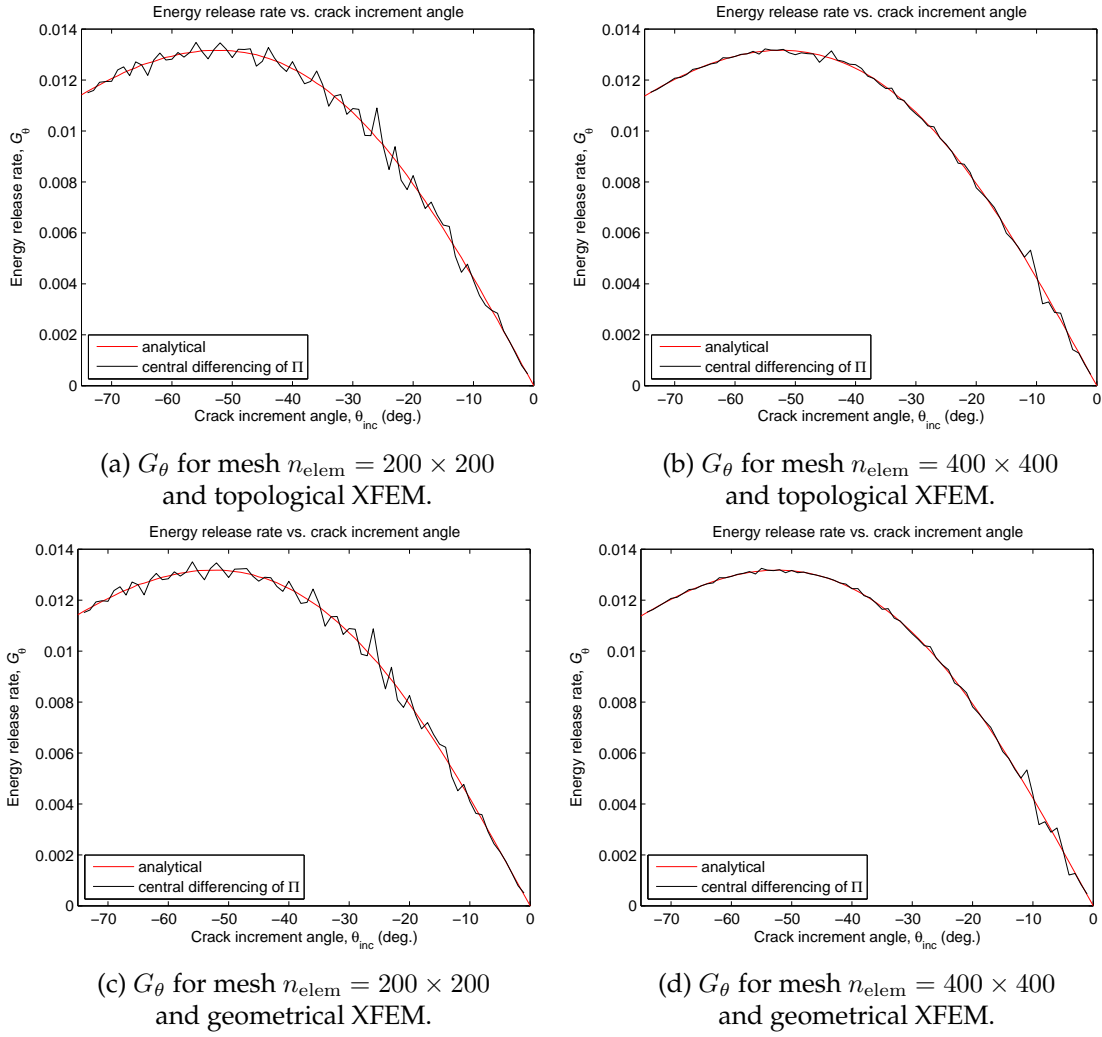 Energy release rate vs. crack increment angle
0.014
0.012
0.01
0.008
0.006
0.004
0.002
0
Energy release rate, G_θ
analytical
central differencing of Π
−70 −60 −50 −40 −30 −20 −10 0
Crack increment angle, θ_inc (deg.)
(a) G_θ for mesh n_elem = 200 × 200
and topological XFEM.
Energy release rate vs. crack increment angle
0.014
0.012
0.01
0.008
0.006
0.004
0.002
0
Energy release rate, G_θ
analytical
central differencing of Π
−70 −60 −50 −40 −30 −20 −10 0
Crack increment angle, θ_inc (deg.)
(b) G_θ for mesh n_elem = 400 × 400
and topological XFEM.
Energy release rate vs. crack increment angle
0.014
0.012
0.01
0.008
0.006
0.004
0.002
0
Energy release rate, G_θ
analytical
central differencing of Π
−70 −60 −50 −40 −30 −20 −10 0
Crack increment angle, θ_inc (deg.)
(c) G_θ for mesh n_elem = 200 × 200
and geometrical XFEM.
Energy release rate vs. crack increment angle
0.014
0.012
0.01
0.008
0.006
0.004
0.002
0
Energy release rate, G_θ
analytical
central differencing of Π
−70 −60 −50 −40 −30 −20 −10 0
Crack increment angle, θ_inc (deg.)
(d) G_θ for mesh n_elem = 400 × 400
and geometrical XFEM.